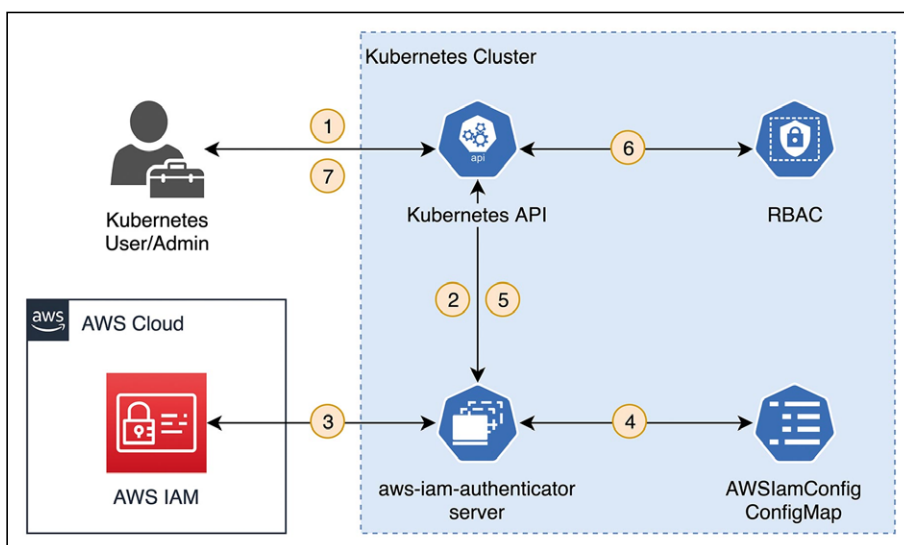 Kubernetes Cluster
1
7
6
api
Kubernetes
User/Admin
Kubernetes API
RBAC
2
5
aws
AWS Cloud
3
4
AWS IAM
aws-iam-authenticator
server
AWSIamConfig
ConfigMap